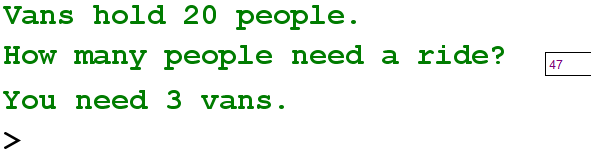 Vans hold 20 people.
How many people need a ride? 47
You need 3 vans.
>